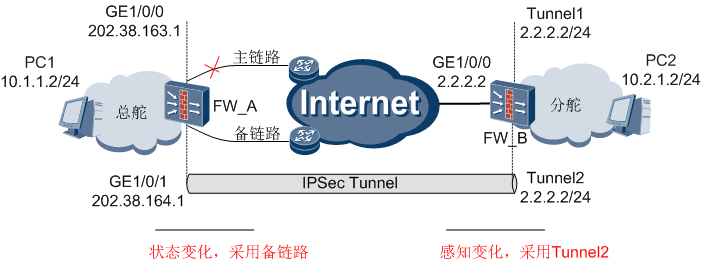 GE1/0/0
202.38.163.1
Tunnel1
2.2.2.2/24
PC1
10.1.1.2/24
主链路
GE1/0/0
2.2.2.2
PC2
10.2.1.2/24
总舵
FW_A
Internet
分舵
备链路
FW_B
GE1/0/1
202.38.164.1
IPSec Tunnel
Tunnel2
2.2.2.2/24
状态变化，采用备链路
感知变化，采用Tunnel2